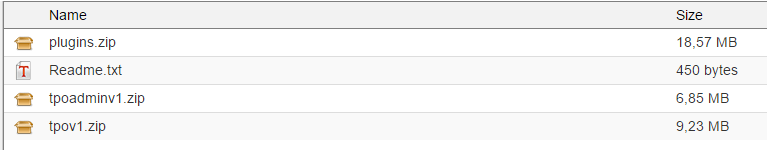 Name Size
plugins.zip 18,57 MB
Readme.txt 450 bytes
tpoadminv1.zip 6,85 MB
tpov1.zip 9,23 MB